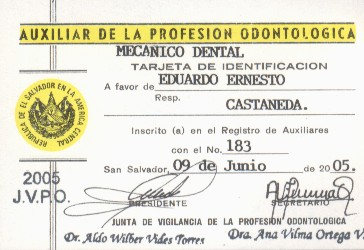 AUXILIAR DE LA PROFESION ODONTOLOGICA
MECANICO DENTAL
TARJETA DE IDENTIFICACION
A favor de EDUARDO ERNESTO
Resp.
CASTANEDA.
Inscrito (a) en el Registro de Auxiliares
con el No. 183
San Salvador, 09 de Junio de 2005.
REPUBLICA DE EL SALVADOR EN LA AMERICA CENTRAL
2005
J.V.P.O.
PRESIDENTE SECRETARIO
JUNTA DE VIGILANCIA DE LA PROFESION ODONTOLOGICA
Dr. Aldo Wilber Vides Torres Dra. Ana Vilma Ortega V.